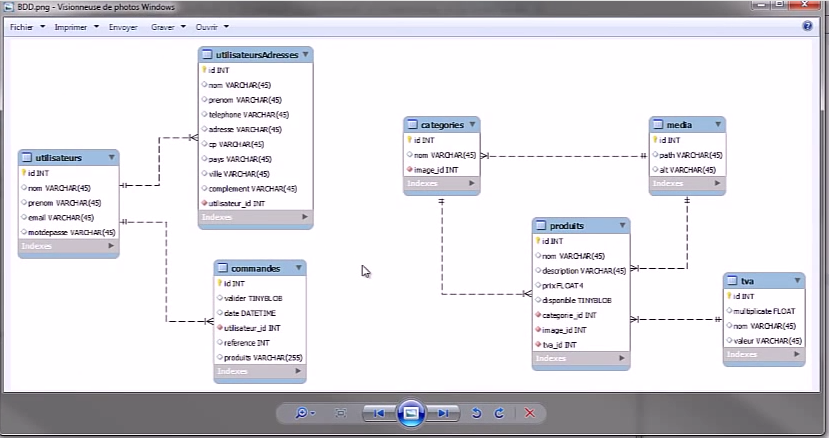 BDD.png - Visionneuse de photos Windows
Fichier Imprimer Envoyer Graver Ouvrir
utilisateursAdresses
id INT
nom VARCHAR(45)
prenom VARCHAR(45)
telephone VARCHAR(45)
adresse VARCHAR(45)
cp VARCHAR(45)
pays VARCHAR(45)
ville VARCHAR(45)
complement VARCHAR(45)
utilisateur_id INT
Indexes
utilisateurs
id INT
nom VARCHAR(45)
prenom VARCHAR(45)
email VARCHAR(45)
motdepasse VARCHAR(45)
Indexes
commandes
id INT
valider TINYBLOB
date DATETIME
utilisateur_id INT
reference INT
produits VARCHAR(255)
Indexes
categories
id INT
nom VARCHAR(45)
image_id INT
Indexes
media
id INT
path VARCHAR(45)
alt VARCHAR(45)
Indexes
produits
id INT
nom VARCHAR(45)
description VARCHAR(45)
prix FLOAT4
disponible TINYBLOB
categorie_id INT
image_id INT
tva_id INT
Indexes
tva
id INT
multiplicate FLOAT
nom VARCHAR(45)
valeur VARCHAR(45)
Indexes